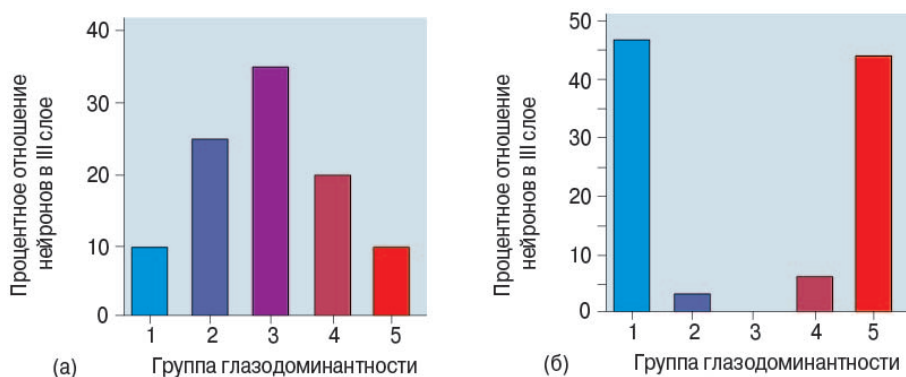 Процентное отношение
нейронов в III слое
40
30
20
10
0
1 2 3 4 5
(а) Группа глазодоминантности
Процентное отношение
нейронов в III слое
50
40
30
20
10
0
1 2 3 4 5
(б) Группа глазодоминантности